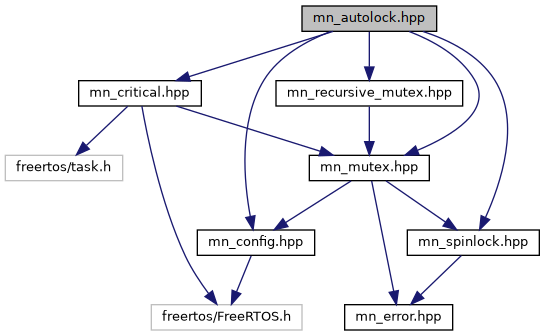 mn_autolock.hpp
mn_critical.hpp
mn_recursive_mutex.hpp
freertos/task.h
mn_mutex.hpp
mn_config.hpp
mn_spinlock.hpp
freertos/FreeRTOS.h
mn_error.hpp